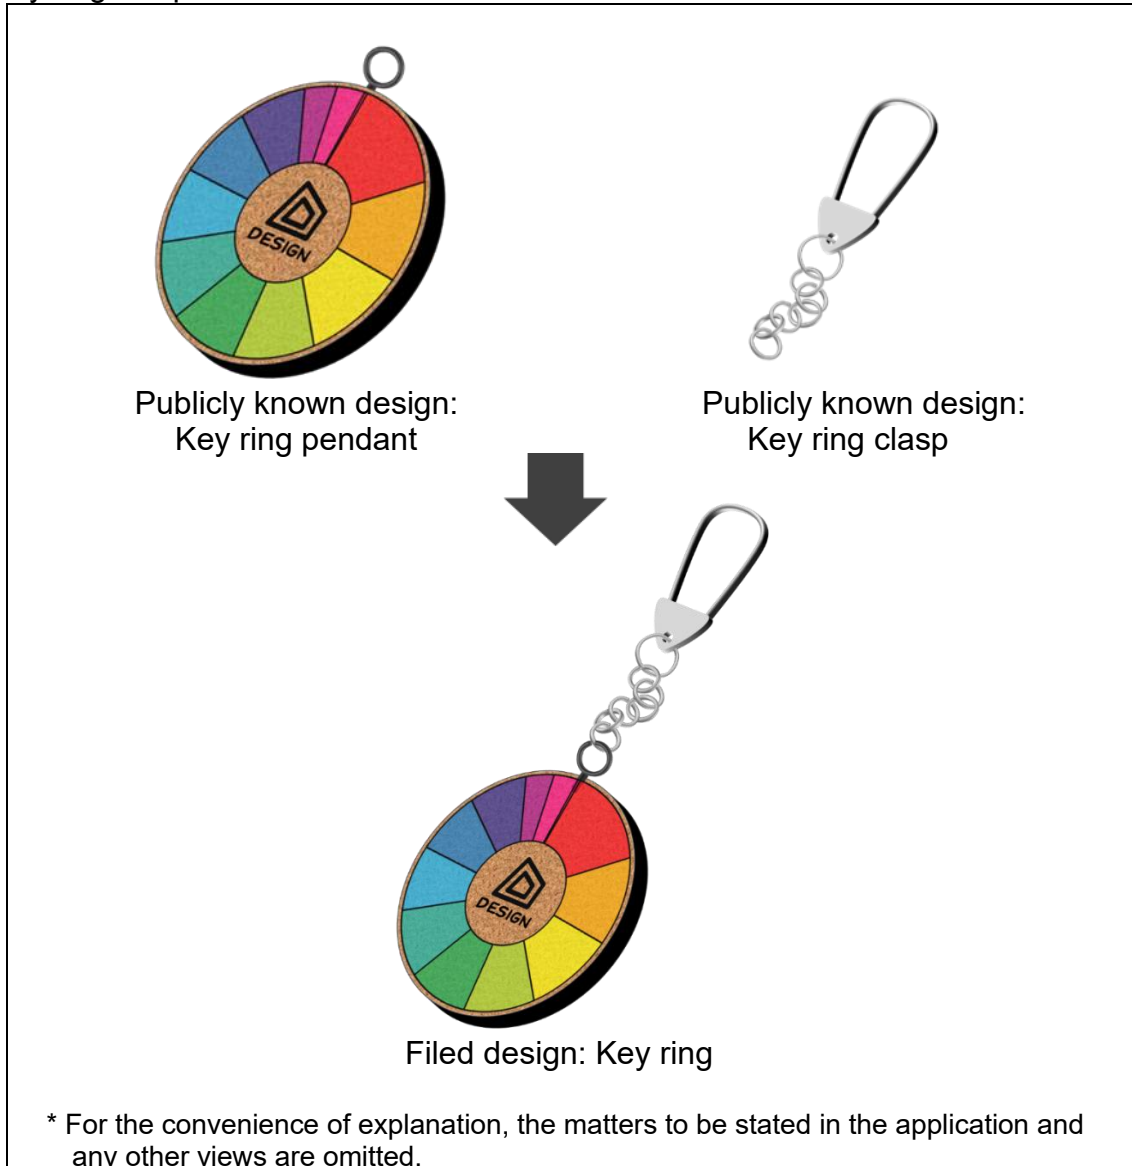 DESIGN
Publicly known design:
Key ring pendant
Publicly known design:
Key ring clasp
DESIGN
Filed design: Key ring
* For the convenience of explanation, the matters to be stated in the application and
any other views are omitted.